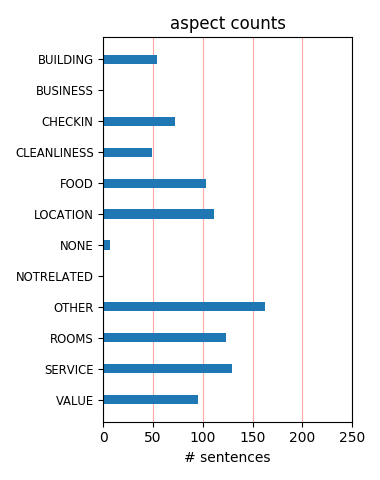 aspect counts
BUILDING
BUSINESS
CHECKIN
CLEANLINESS
FOOD
LOCATION
NONE
NOTRELATED
OTHER
ROOMS
SERVICE
VALUE
0 50 100 150 200 250
# sentences